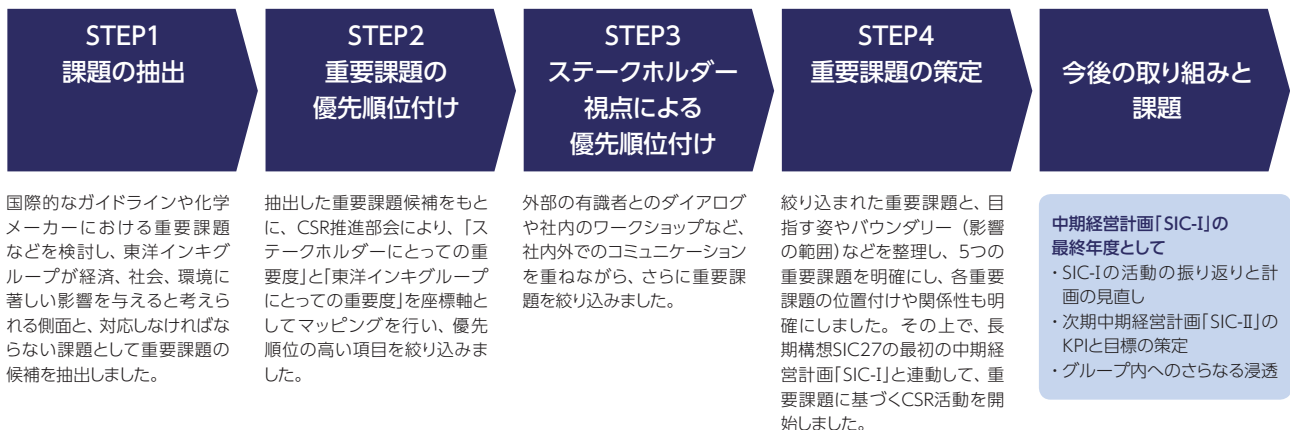 STEP1
課題の抽出
国際的なガイドラインや化学
メーカーにおける重要課題
などを検討し、東洋インキグ
ループが経済、社会、環境に
著しい影響を与えると考えら
れる側面と、対応しなければな
らない課題として重要課題の
候補を抽出しました。
STEP2
重要課題の
優先順位付け
抽出した重要課題候補をもと
に、CSR推進部会により、「ス
テークホルダーにとっての重
要度」と「東洋インキグループ
にとっての重要度」を座標軸と
してマッピングを行い、優先
順位の高い項目を絞り込みま
した。
STEP3
ステークホルダー
視点による
優先順位付け
外部の有識者とのダイアログ
や社内のワークショップなど、
社内外でのコミュニケーション
を重ねながら、さらに重要課
題を絞り込みました。
STEP4
重要課題の策定
絞り込まれた重要課題と、目
指す姿やバウンダリー（影響
の範囲）などを整理し、5つの
重要課題を明確にし、各重要
課題の位置付けや関係性も明
確にしました。その上で、長
期構想SIC27の最初の中期経
営計画「SIC-I」と連動して、重
要課題に基づくCSR活動を開
始しました。
今後の取り組みと
課題
中期経営計画「SIC-I」の
最終年度として
・SIC-Iの活動の振り返りと計
画の見直し
・次期中期経営計画「SIC-Ⅱ」の
KPIと目標の策定
・グループ内へのさらなる浸透